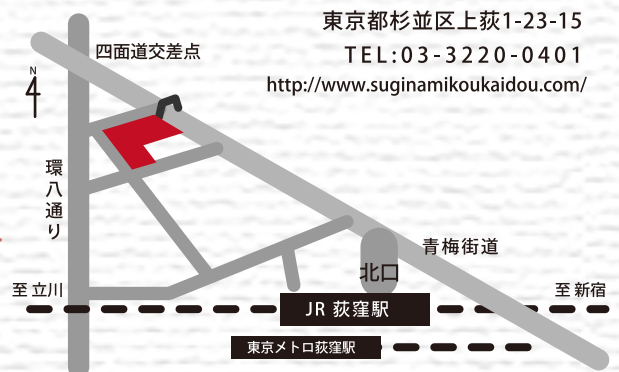 東京都杉並区上荻1-23-15
TEL:03-3220-0401
http://www.suginamikoukaidou.com/
四面道交差点
N
環八通り
青梅街道
北口
至 立川
至 新宿
JR 荻窪駅
東京メトロ荻窪駅